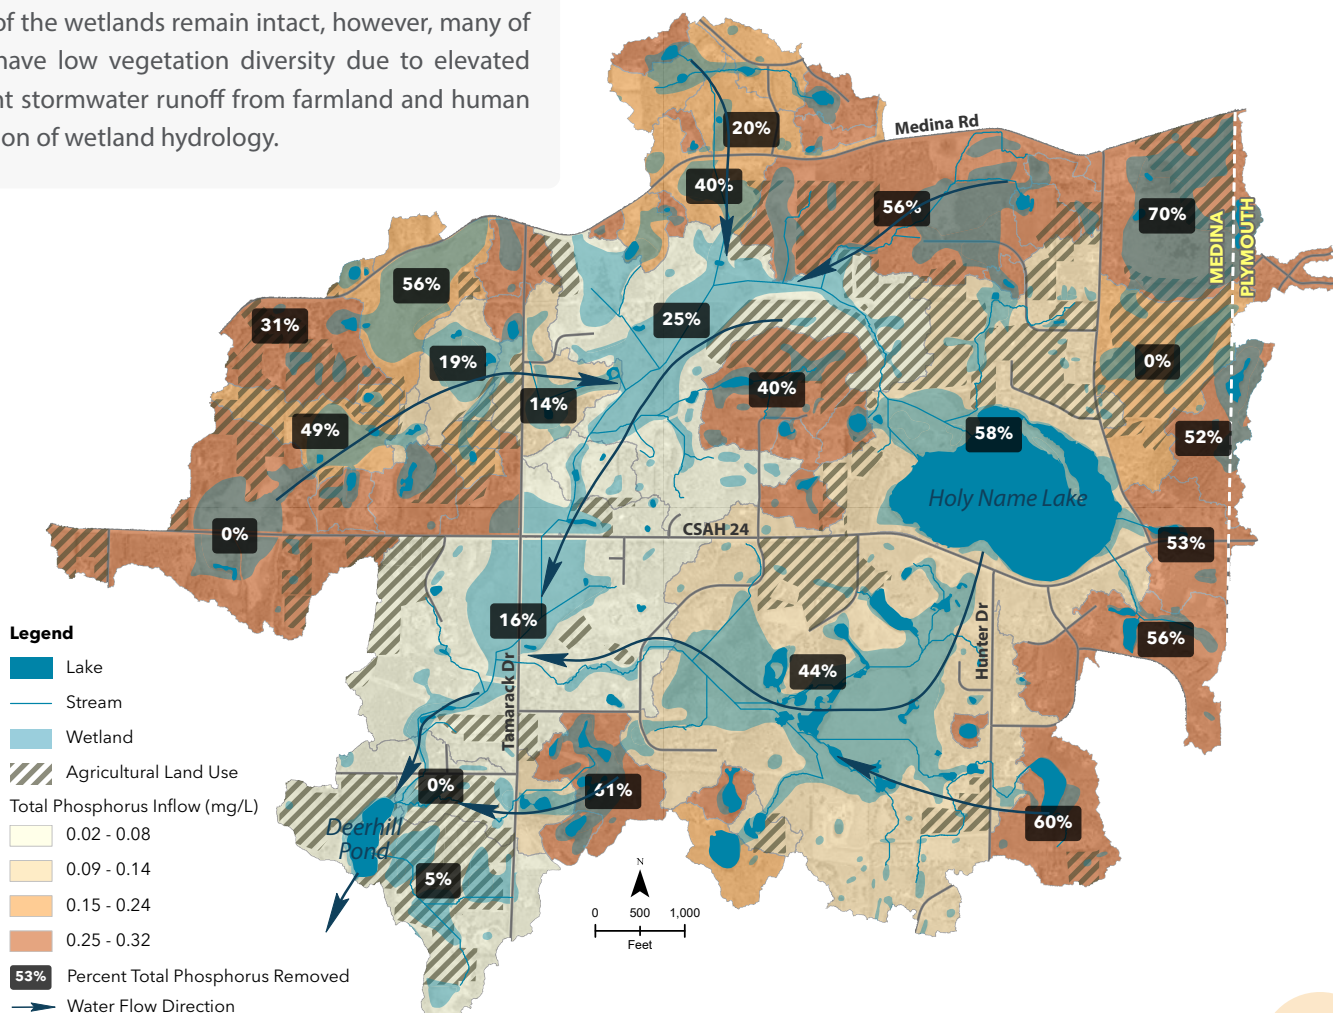 of the wetlands remain intact, however, many of
have low vegetation diversity due to elevated
stormwater runoff from farmland and human
of wetland hydrology.
20%
Medina Rd
40%
56%
70%
MEDINA
PLYMOUTH
56%
31%
25%
19%
0%
40%
14%
49%
58%
52%
Holy Name Lake
CSAH 24
0%
53%
16%
Hunter Dr
56%
Legend
Lake
44%
Tamarack Dr
Stream
Wetland
Agricultural Land Use
0%
61%
Total Phosphorus Inflow (mg/L)
60%
0.02 - 0.08
Deerhill
Pond
0.09 - 0.14
5%
N
0.15 - 0.24
0 500 1,000
0.25 - 0.32
Feet
53% Percent Total Phosphorus Removed
Water Flow Direction